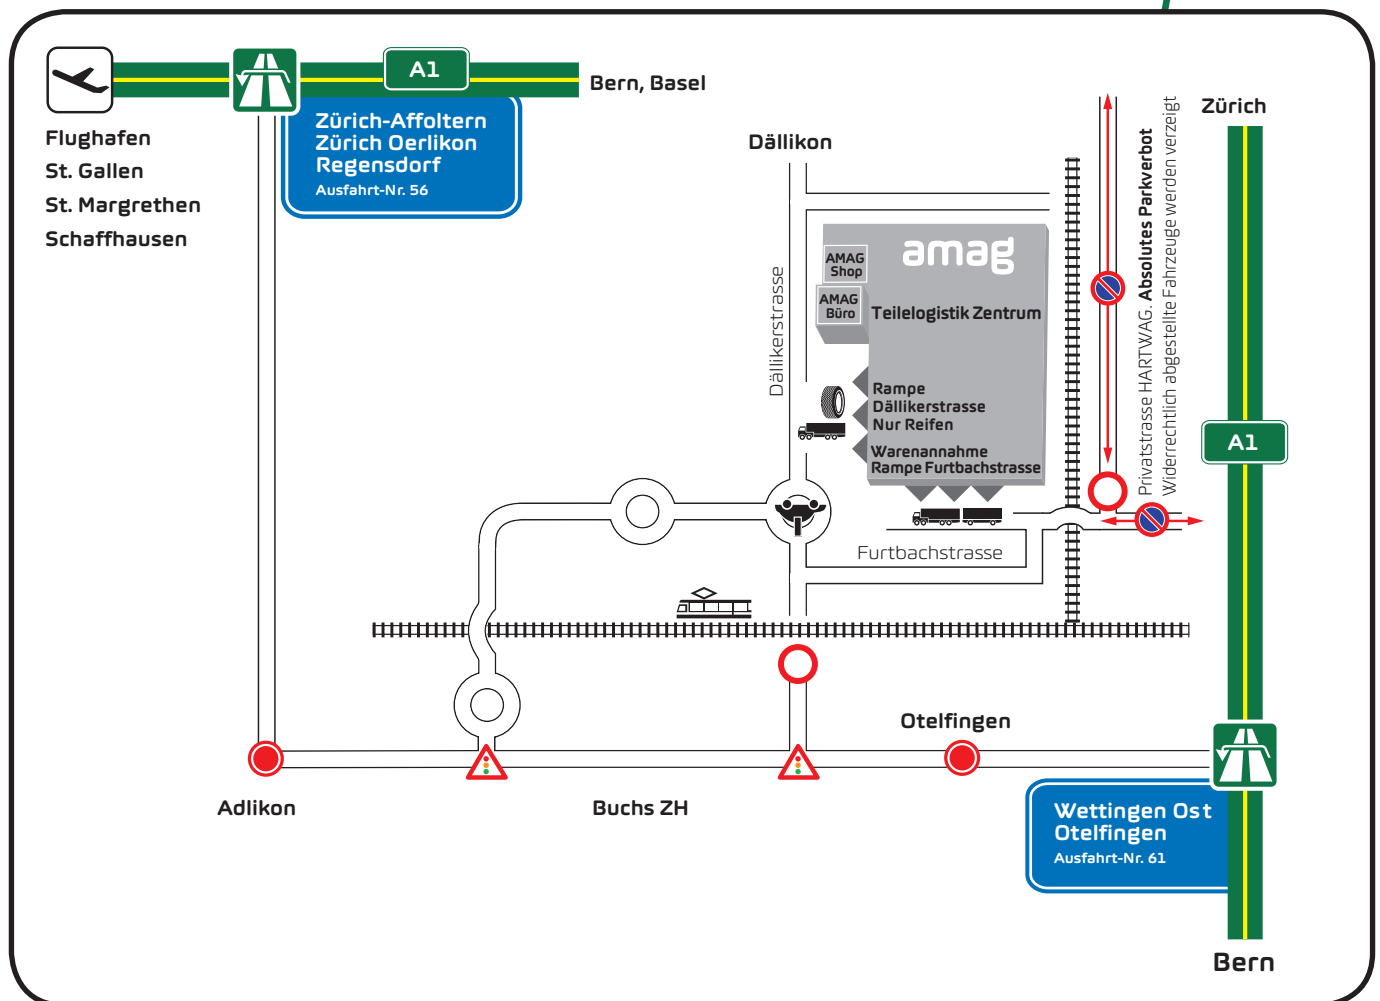 A1
Bern, Basel
Flughafen
St. Gallen
St. Margrethen
Schaffhausen
Zürich-Affoltern
Zürich Oerlikon
Regensdorf
Ausfahrt-Nr. 56
Dällikon
Zürich
Dällikerstrasse
amag
AMAG
Shop
AMAG
Büro
Teilelogistik Zentrum
Rampe
Dällikerstrasse
Nur Reifen
Warenannahme
Rampe Furtbachstrasse
Privatstrasse HARTWAG. Absolutes Parkverbot
Widerrechtlich abgestellte Fahrzeuge werden verzeigt
A1
Furtbachstrasse
Otelfingen
Adlikon
Buchs ZH
Wettingen Ost
Otelfingen
Ausfahrt-Nr. 61
Bern